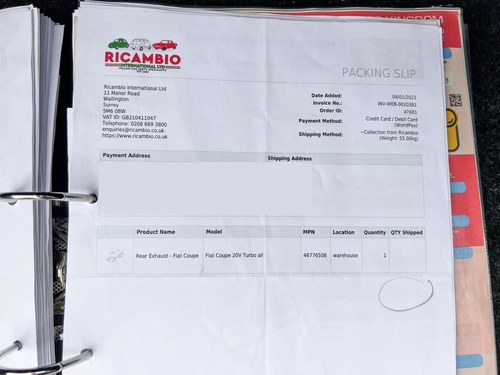 RICAMBIO
INTERNATIONAL LTD
PACKING SLIP
Ricambio International Ltd
11 Manor Road
Wallington
Surrey
SM6 0BW
VAT ID: GB210411047
Telephone: 0208 669 3800
enquiries@ricambio.co.uk
https://www.ricambio.co.uk
Date Added: 04/01/2021
Invoice No.: INV-WEB-0020381
Order ID: 47681
Payment Method: Credit Card / Debit Card
(WorldPay)
Shipping Method: ~Collection from Ricambio
(Weight: 55.00kg)
Payment Address Shipping Address
Product Name Model MPN Location Quantity QTY Shipped
Rear Exhaust - Fiat Coupe Fiat Coupe 20V Turbo all 46776508 warehouse 1